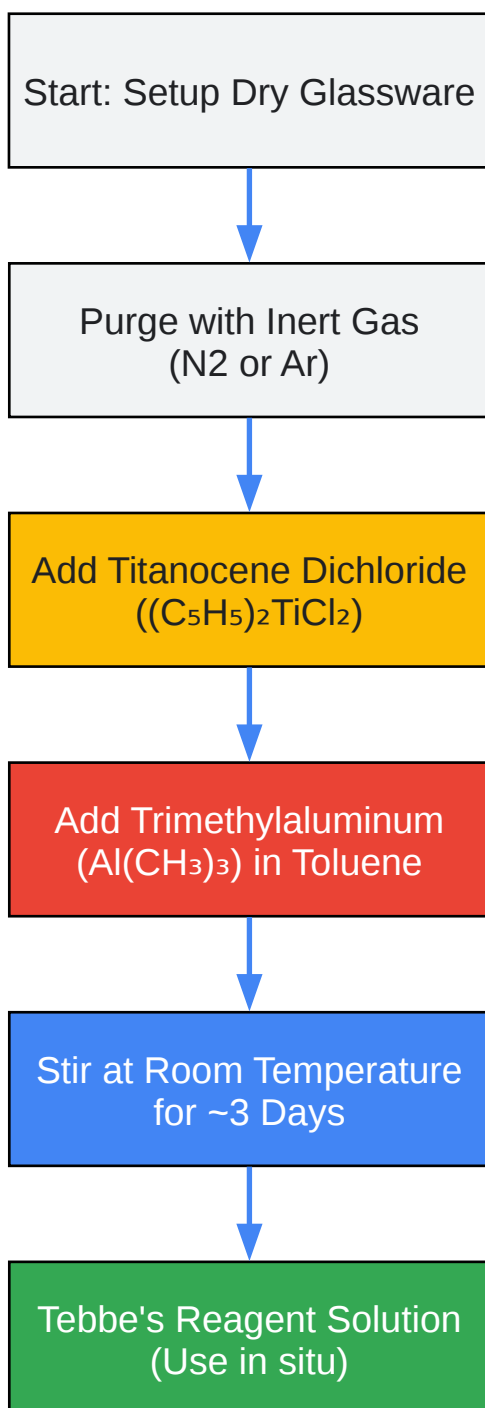 Start: Setup Dry Glassware
Purge with Inert Gas
(N2 or Ar)
Add Titanocene Dichloride
((C₅H₅)₂TiCl₂)
Add Trimethylaluminum
(Al(CH₃)₃) in Toluene
Stir at Room Temperature
for ~3 Days
Tebbe's Reagent Solution
(Use in situ)